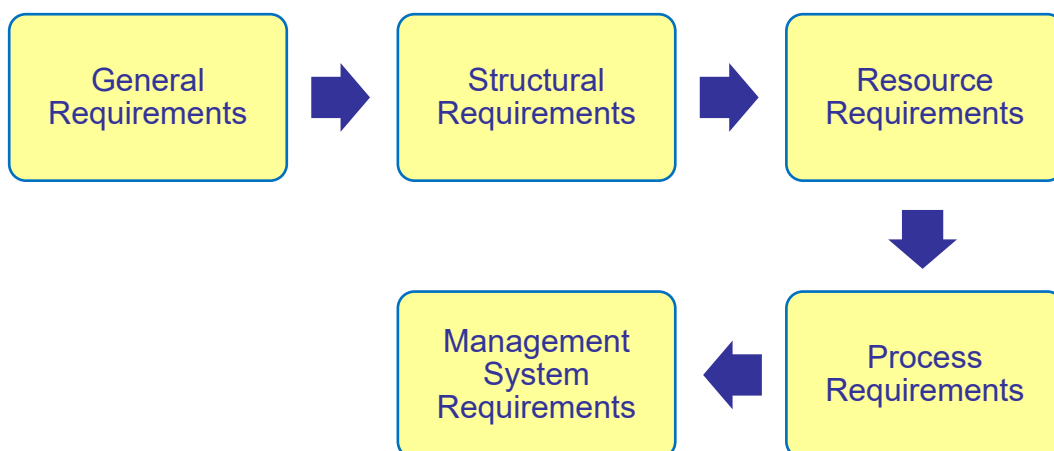 General
Requirements
Structural
Requirements
Resource
Requirements
Process
Requirements
Management
System
Requirements